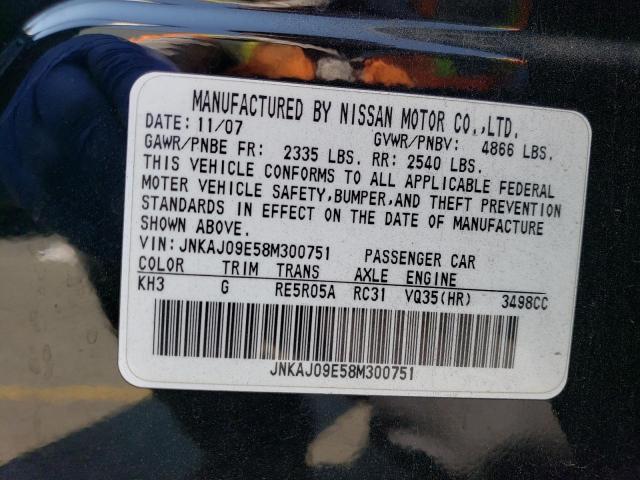 MANUFACTURED BY NISSAN MOTOR CO.,LTD.
DATE: 11/07 GVWR/PNBV: 4866 LBS.
GAWR/PNBE FR: 2335 LBS. RR: 2540 LBS.
THIS VEHICLE CONFORMS TO ALL APPLICABLE FEDERAL
MOTOR VEHICLE SAFETY,BUMPER,AND THEFT PREVENTION
STANDARDS IN EFFECT ON THE DATE OF MANUFACTURE
SHOWN ABOVE.
VIN: JNKAJ09E58M300751 PASSENGER CAR
COLOR TRIM TRANS AXLE ENGINE
KH3 G RE5R05A RC31 VQ35(HR) 3498CC
JNKAJ09E58M300751